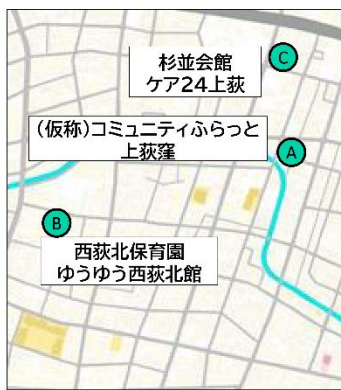 杉並会館
ケア24上荻
C
(仮称)コミュニティふらっと
上荻窪
A
B
西荻北保育園
ゆうゆう西荻北館